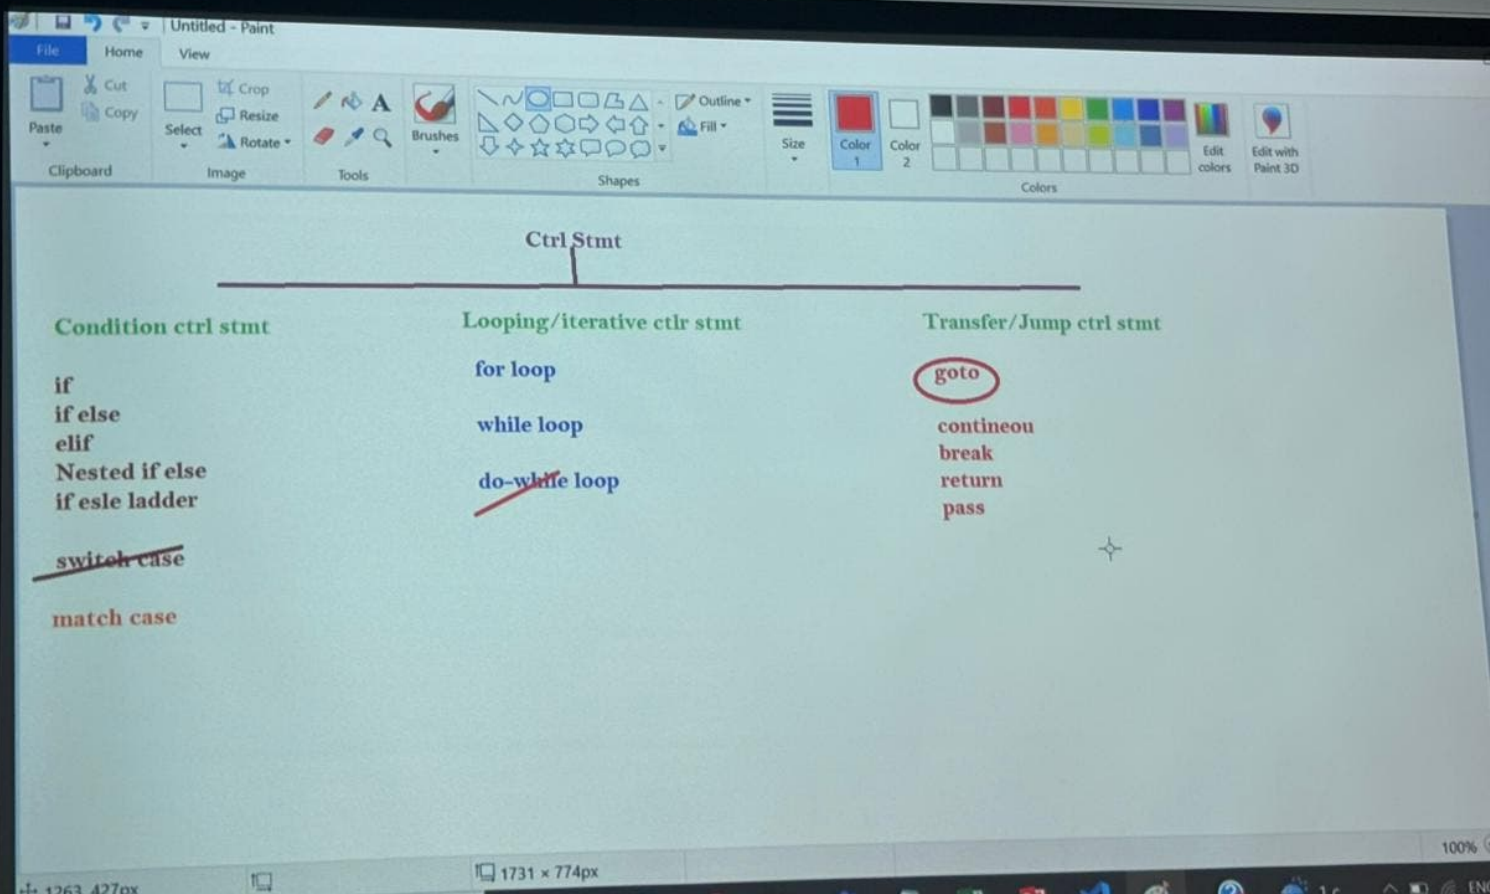 Untitled - Paint
File Home View
Paste
Cut
Copy
Clipboard
Select
Crop
Resize
Rotate
Image
Tools
Brushes
Shapes
Outline
Fill
Size
Color 1
Color 2
Colors
Edit colors
Edit with Paint 3D
Ctrl Stmt
Condition ctrl stmt
if
if else
elif
Nested if else
if esle ladder
switch case
match case
Looping/iterative ctlr stmt
for loop
while loop
do-while loop
Transfer/Jump ctrl stmt
goto
contineou
break
return
pass
1263, 427px
1731 × 774px
100%